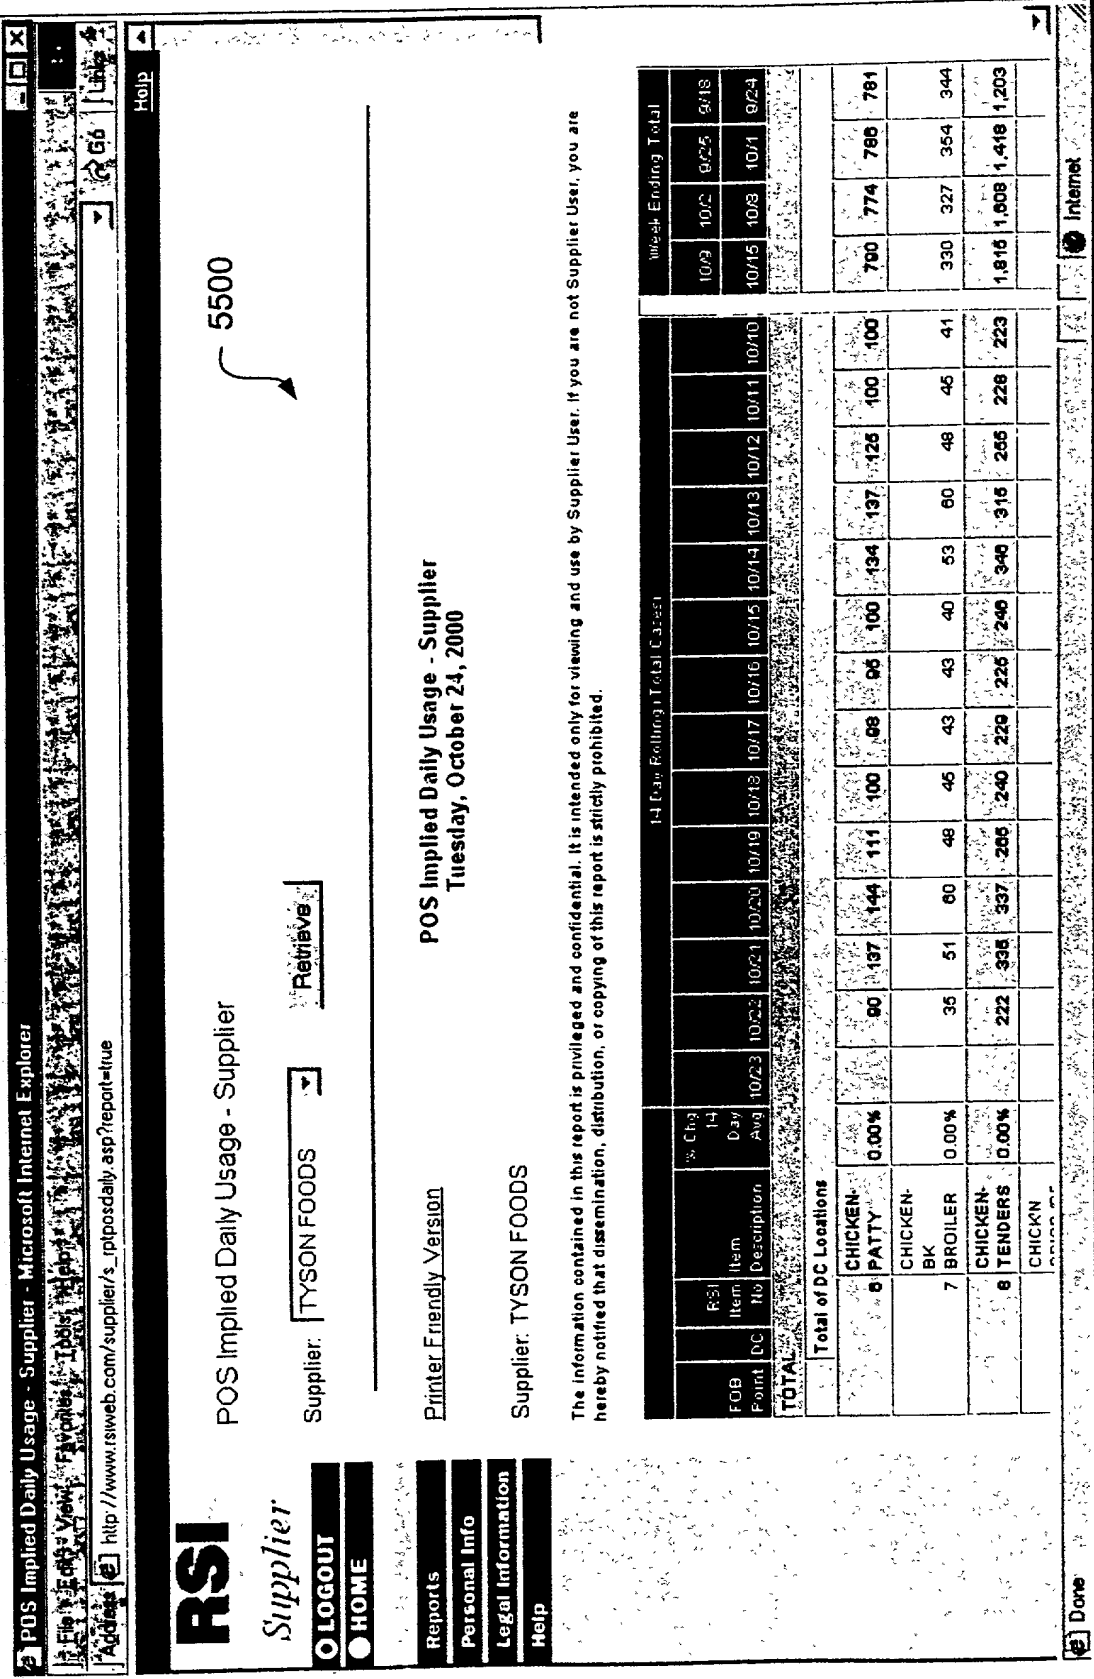 POS Implied Daily Usage - Supplier - Microsoft Internet Explorer
File Edit View Favorites Tools Help
Address http://www.rsiweb.com/supplier/s_rptposdaily.asp?report=true Go Links
Help
RSI
Supplier
LOGOUT
HOME
Reports
Personal Info
Legal Information
Help
POS Implied Daily Usage - Supplier
Supplier: TYSON FOODS Retrieve
5500
Printer Friendly Version
POS Implied Daily Usage - Supplier
Tuesday, October 24, 2000
Supplier: TYSON FOODS
The information contained in this report is privileged and confidential. It is intended only for viewing and use by Supplier User. If you are not Supplier User, you are
hereby notified that dissemination, distribution, or copying of this report is strictly prohibited.
14 Day Rolling (Total Cases) Week Ending Total
% Chg
RSI 14 10/9 10/2 9/25 9/18
FOB Item Item Day
Point DC No Description Avg 10/23 10/22 10/21 10/20 10/19 10/18 10/17 10/16 10/15 10/14 10/13 10/12 10/11 10/10 10/15 10/8 10/1 9/24
TOTAL
Total of DC Locations
CHICKEN-
6 PATTY 0.00% 90 137 144 111 100 98 95 100 134 137 125 100 100 790 774 786 781
CHICKEN-
BK
7 BROILER 0.00% 35 51 60 48 45 43 43 40 53 60 48 45 41 330 327 354 344
CHICKEN-
8 TENDERS 0.00% 222 335 337 265 240 229 225 246 346 315 255 228 223 1,815 1,608 1,418 1,203
CHICK'N
Done Internet